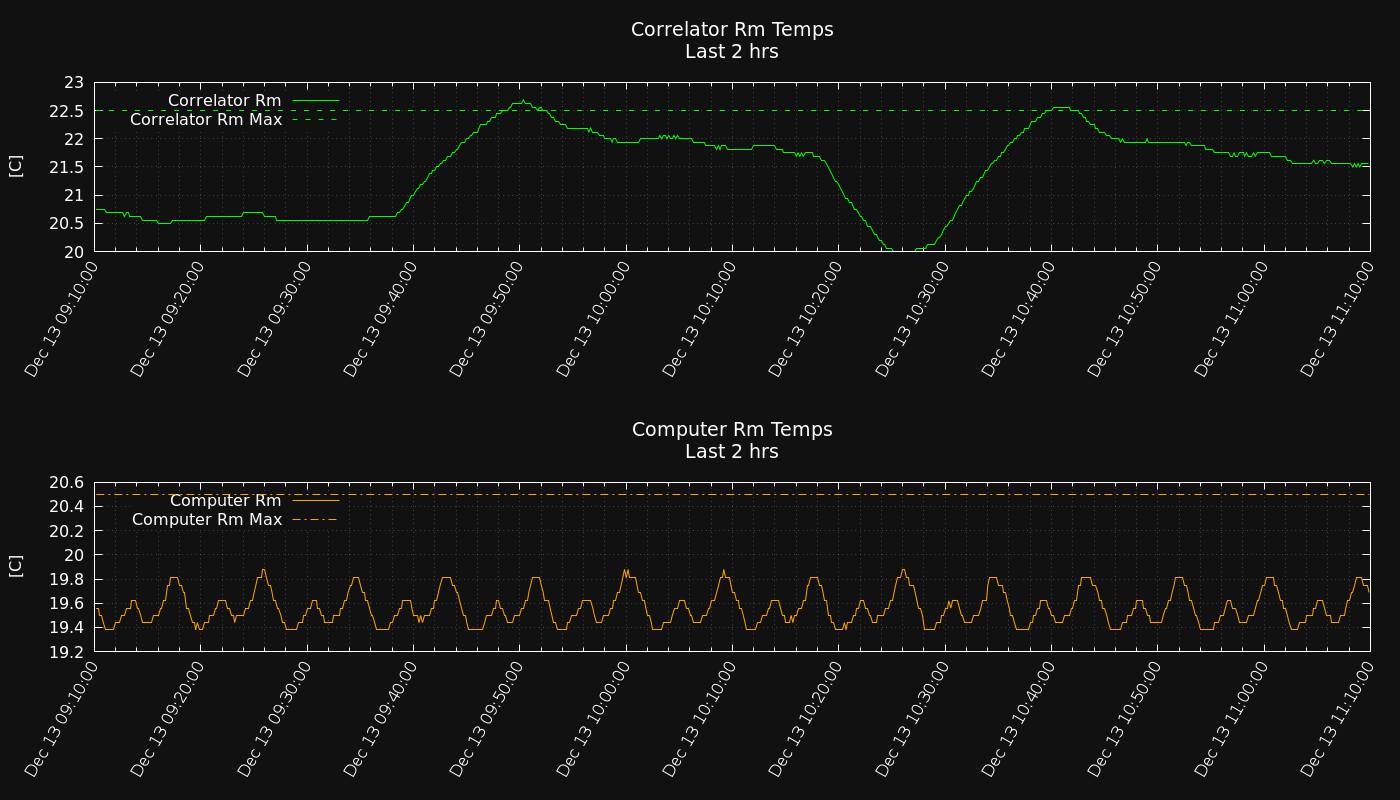 Correlator Rm Temps
Last 2 hrs
23
22.5
22
21.5
21
20.5
20
[C]
Correlator Rm
Correlator Rm Max
Dec 13 09:10:00
Dec 13 09:20:00
Dec 13 09:30:00
Dec 13 09:40:00
Dec 13 09:50:00
Dec 13 10:00:00
Dec 13 10:10:00
Dec 13 10:20:00
Dec 13 10:30:00
Dec 13 10:40:00
Dec 13 10:50:00
Dec 13 11:00:00
Dec 13 11:10:00
Computer Rm Temps
Last 2 hrs
20.6
20.4
20.2
20
19.8
19.6
19.4
19.2
[C]
Computer Rm
Computer Rm Max
Dec 13 09:10:00
Dec 13 09:20:00
Dec 13 09:30:00
Dec 13 09:40:00
Dec 13 09:50:00
Dec 13 10:00:00
Dec 13 10:10:00
Dec 13 10:20:00
Dec 13 10:30:00
Dec 13 10:40:00
Dec 13 10:50:00
Dec 13 11:00:00
Dec 13 11:10:00